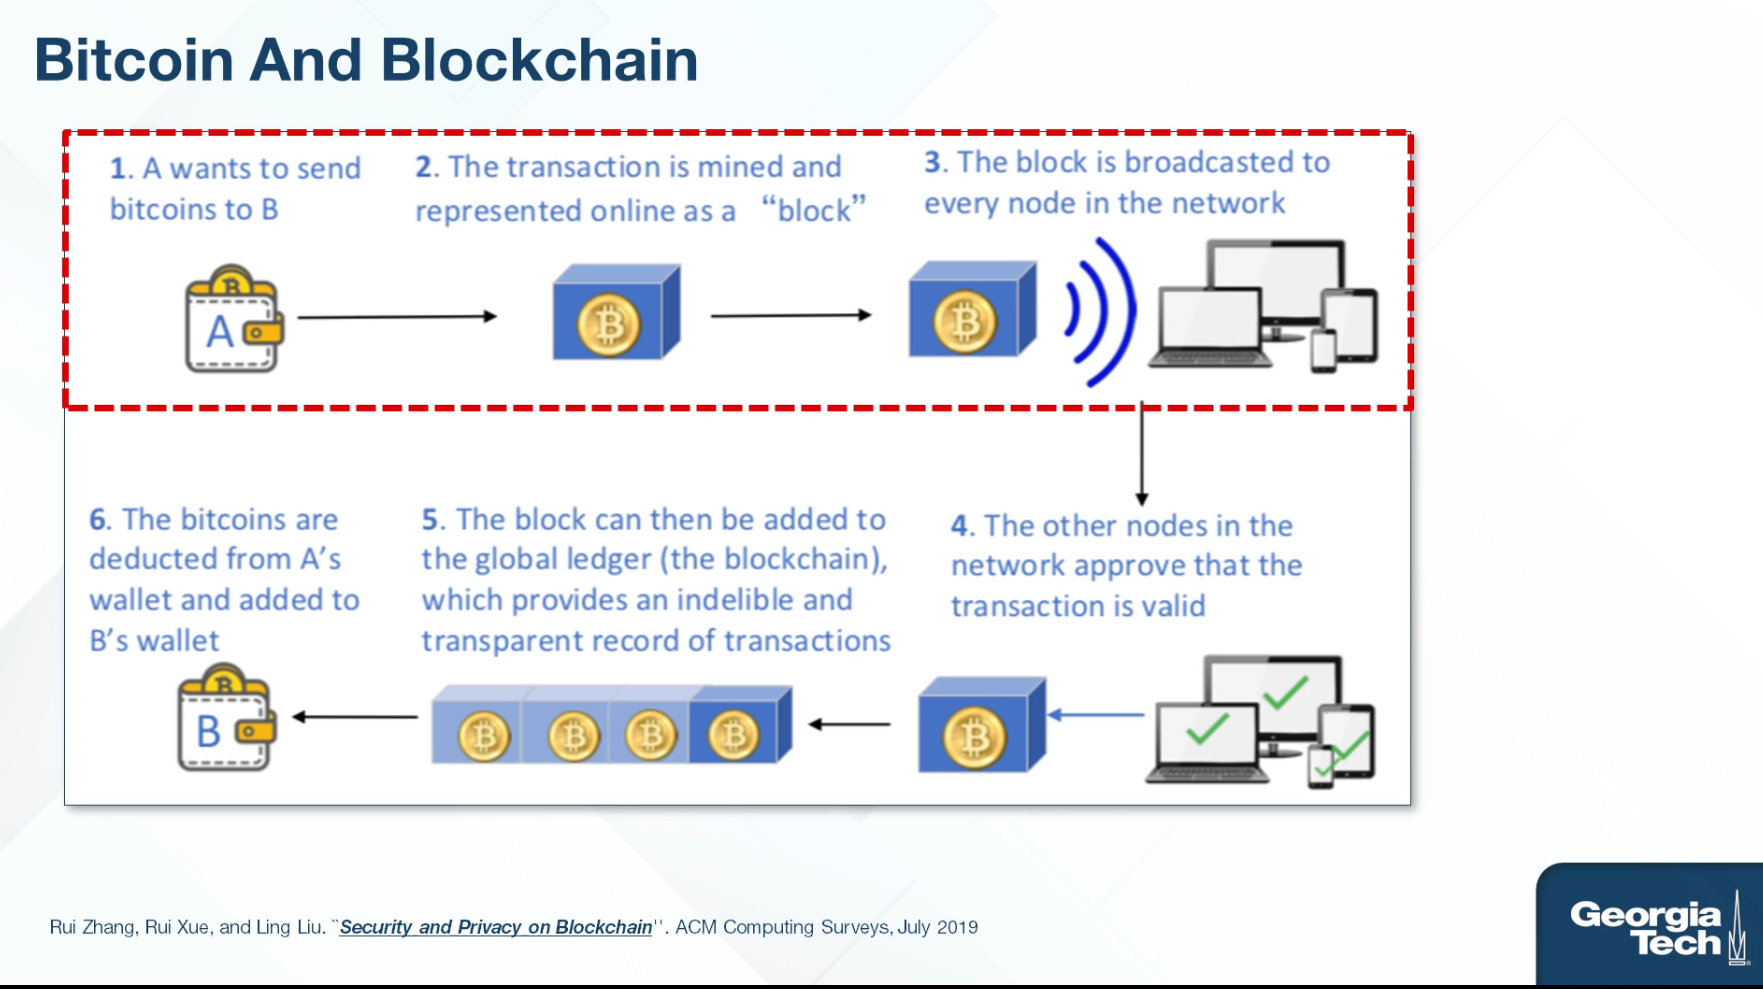 Bitcoin And Blockchain
1. A wants to send
bitcoins to B
2. The transaction is mined and
represented online as a “block”
3. The block is broadcasted to
every node in the network
A
4. The other nodes in the
network approve that the
transaction is valid
5. The block can then be added to
the global ledger (the blockchain),
which provides an indelible and
transparent record of transactions
6. The bitcoins are
deducted from A’s
wallet and added to
B’s wallet
B
Rui Zhang, Rui Xue, and Ling Liu. ``Security and Privacy on Blockchain''. ACM Computing Surveys, July 2019
Georgia
Tech